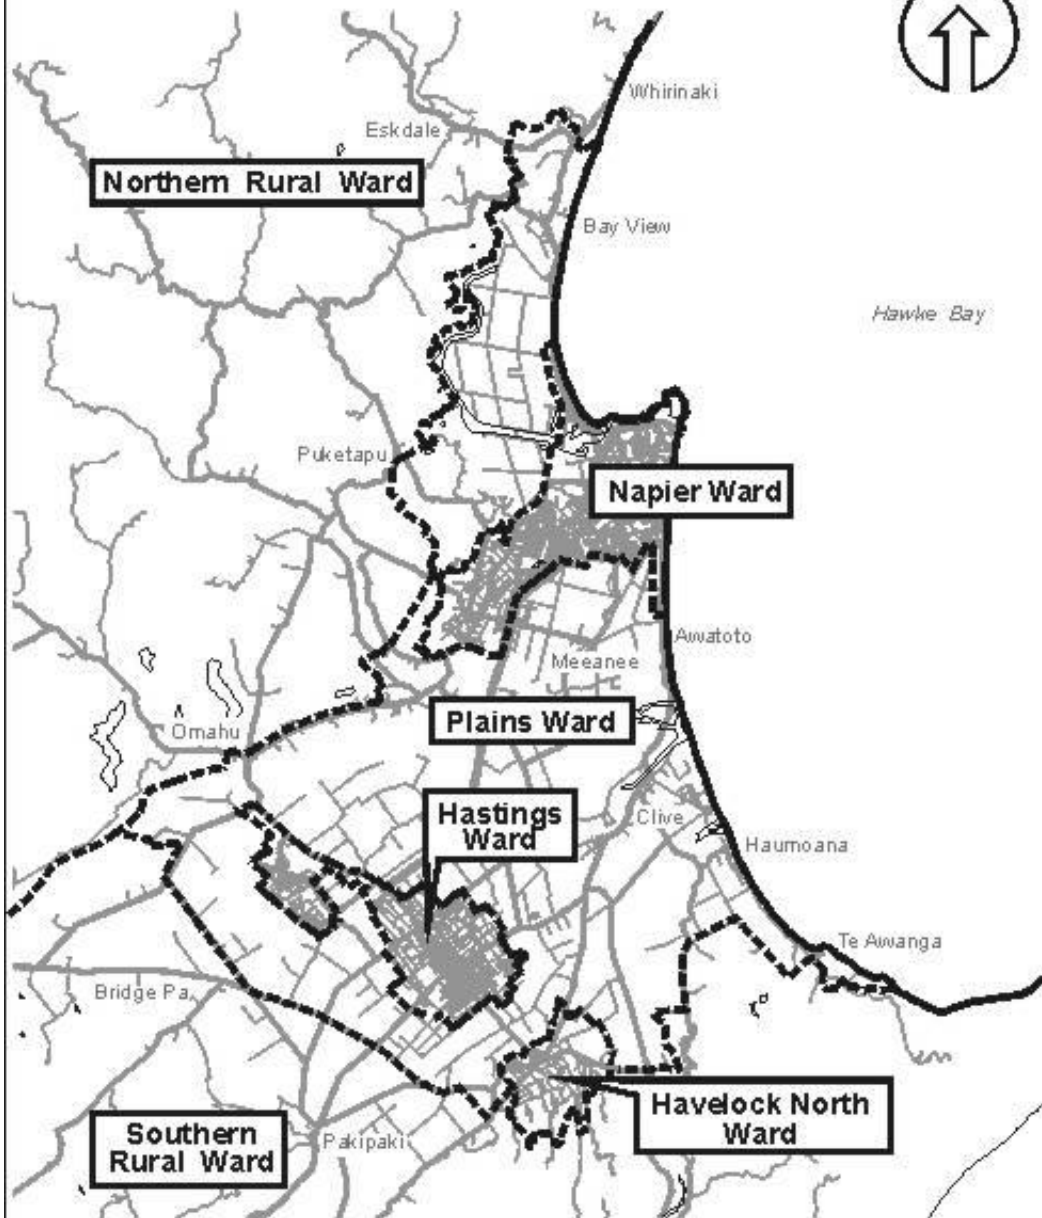 Whirinaki
Eskdale
Northern Rural Ward
Bay View
Hawke Bay
Puketapu
Napier Ward
Awatoto
Meeanee
Plains Ward
Omahu
Hastings
Ward
Clive
Haumoana
Te Awanga
Bridge Pa
Havelock North
Ward
Southern
Rural Ward
Pakipaki